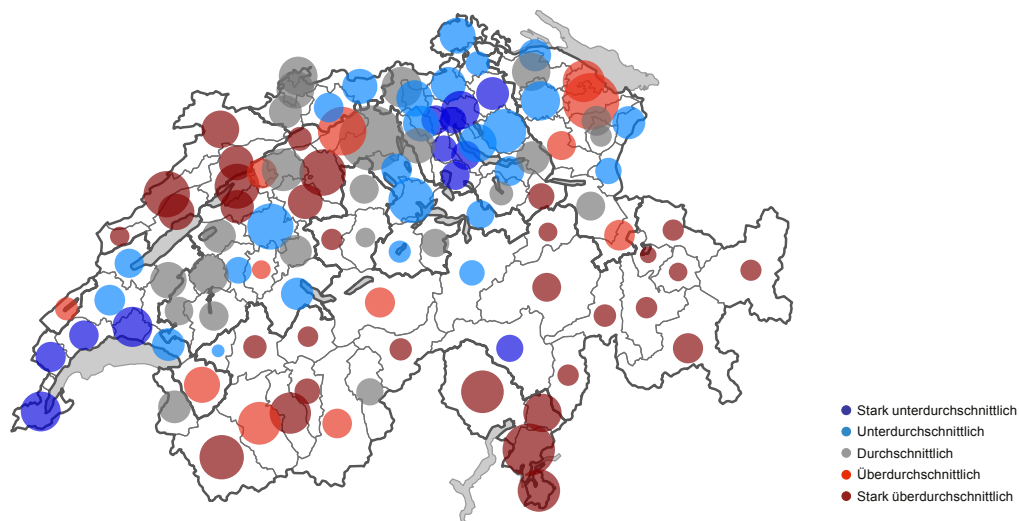 Stark unterdurchschnittlich
Unterdurchschnittlich
Durchschnittlich
Überdurchschnittlich
Stark überdurchschnittlich